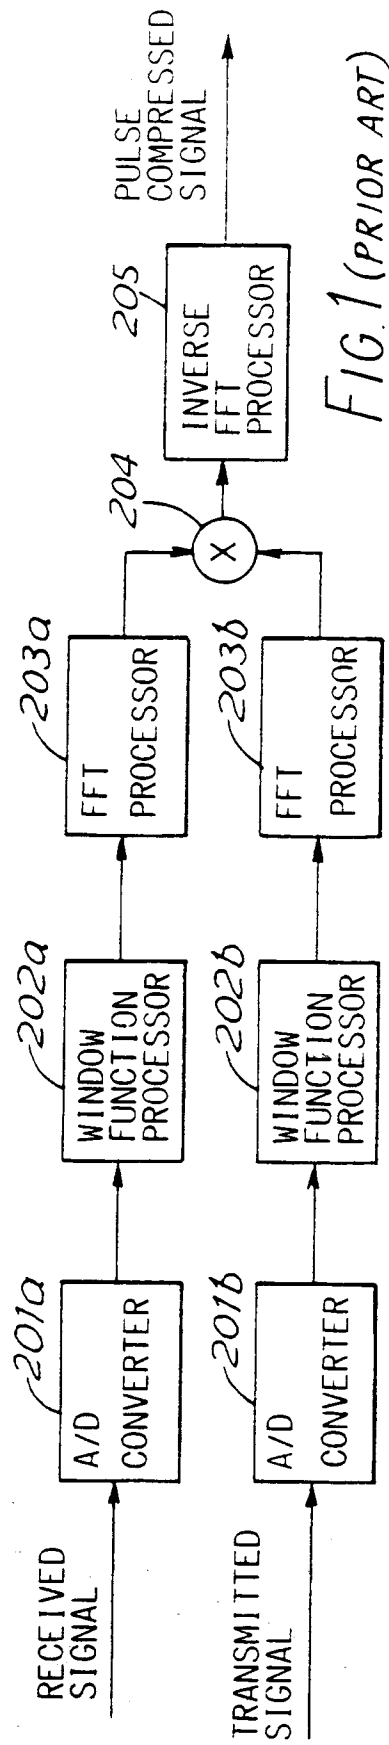 RECEIVED
SIGNAL
201a
A/D
CONVERTER
202a
WINDOW
FUNCTION
PROCESSOR
203a
FFT
PROCESSOR
204
X
205
INVERSE
FFT
PROCESSOR
PULSE
COMPRESSED
SIGNAL
TRANSMITTED
SIGNAL
201b
A/D
CONVERTER
202b
WINDOW
FUNCTION
PROCESSOR
203b
FFT
PROCESSOR
FIG. 1 (PRIOR ART)